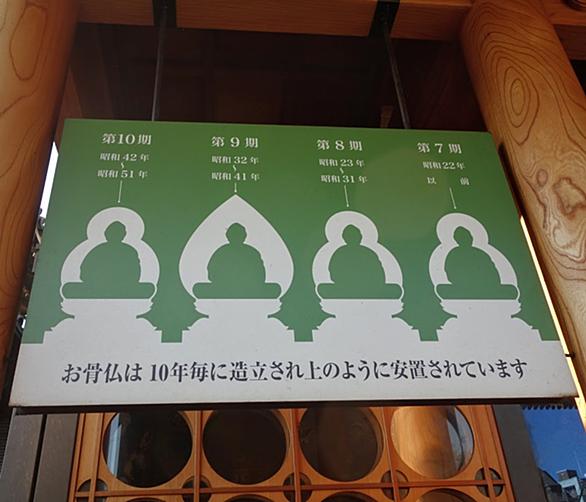 第10期
昭和42年
〜
昭和51年
第9期
昭和32年
〜
昭和41年
第8期
昭和23年
〜
昭和31年
第7期
昭和22年
以前
お骨仏は10年毎に造立され上のように安置されています